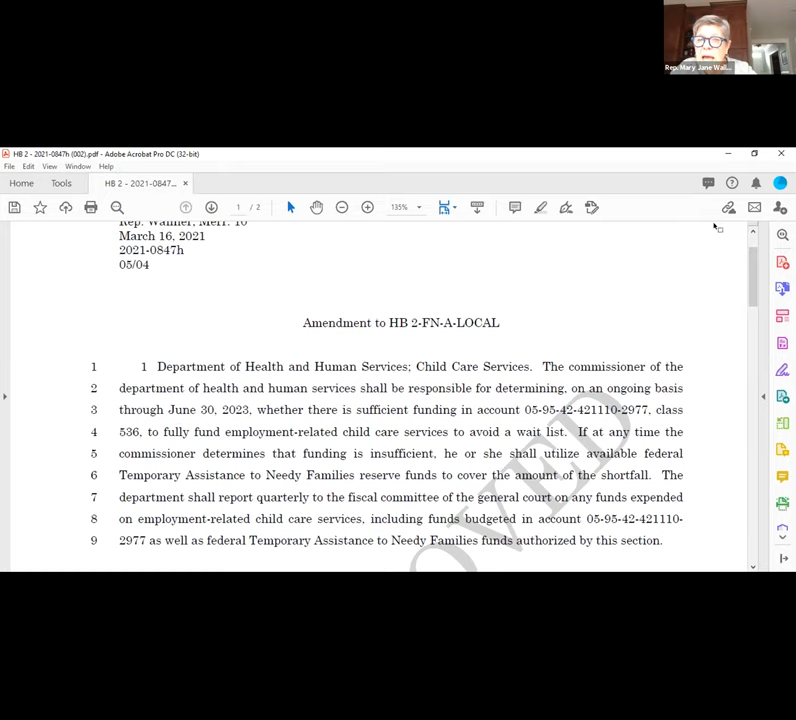 Rep. Mary Jane Wall...
HB 2 - 2021-0847h (002).pdf - Adobe Acrobat Pro DC (32-bit)
File Edit View Window Help
Home Tools HB 2 - 2021-0847... ×
1 / 2 135%
Rep. Wallner, Merr. 10
March 16, 2021
2021-0847h
05/04
Amendment to HB 2-FN-A-LOCAL
1 1 Department of Health and Human Services; Child Care Services. The commissioner of the
2 department of health and human services shall be responsible for determining, on an ongoing basis
3 through June 30, 2023, whether there is sufficient funding in account 05-95-42-421110-2977, class
4 536, to fully fund employment-related child care services to avoid a wait list. If at any time the
5 commissioner determines that funding is insufficient, he or she shall utilize available federal
6 Temporary Assistance to Needy Families reserve funds to cover the amount of the shortfall. The
7 department shall report quarterly to the fiscal committee of the general court on any funds expended
8 on employment-related child care services, including funds budgeted in account 05-95-42-421110-
9 2977 as well as federal Temporary Assistance to Needy Families funds authorized by this section.
OVED